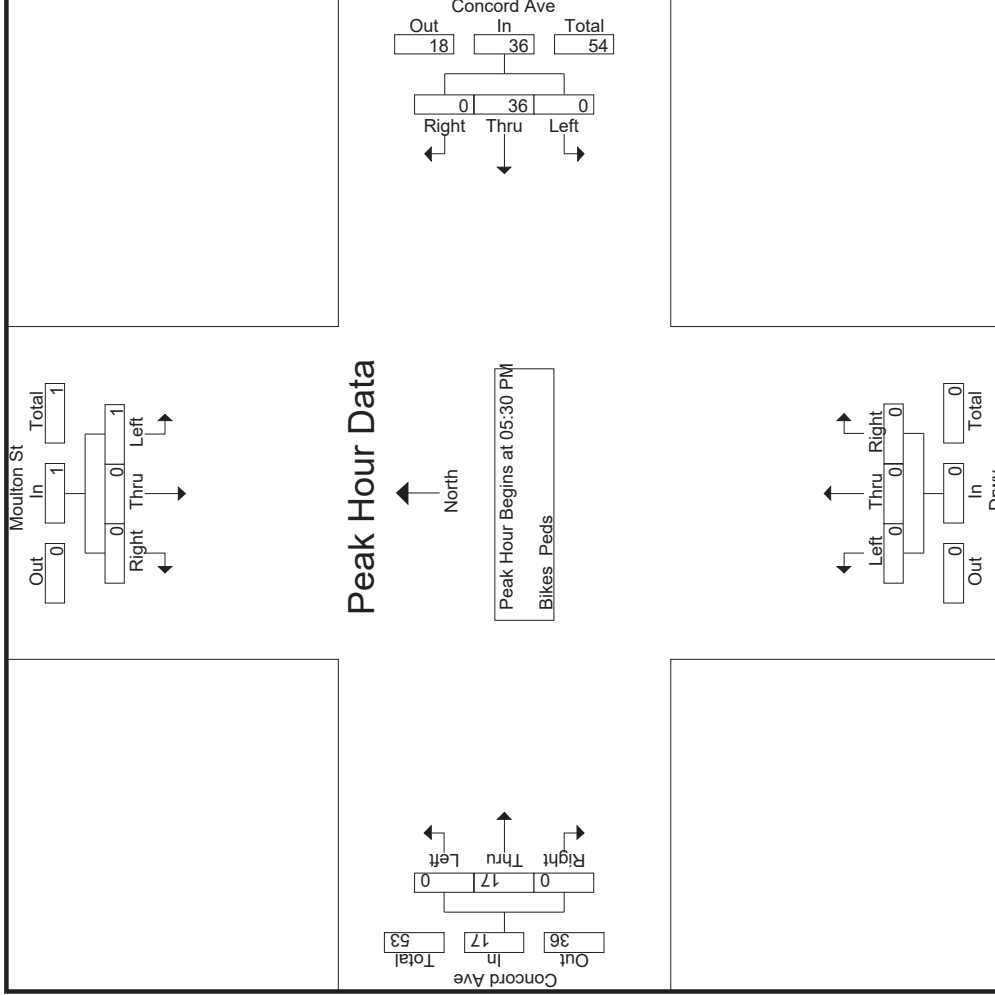 Concord Ave
Out In Total
18 36 54
0 36 0
Right Thru Left
Moulton St
Out In Total
0 1 1
0 0 1
Right Thru Left
Peak Hour Data
North
Peak Hour Begins at 05:30 PM
Bikes Peds
Left Thru Right
0 0 0
0 0 0
Out In Total
Left Thru Right
0 17 0
53 17 36
Total In Out
Concord Ave